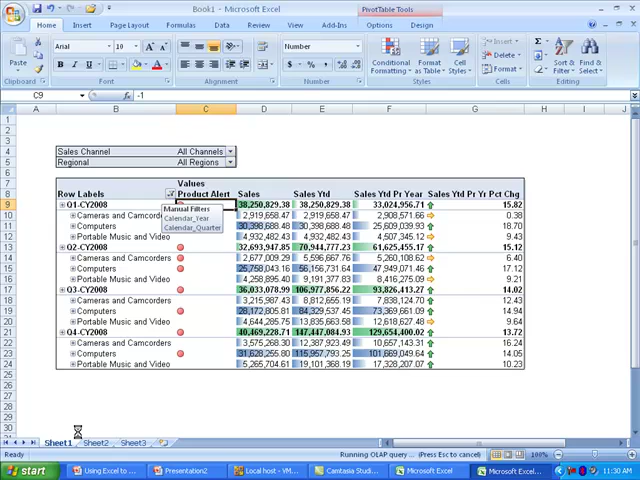 Book1 - Microsoft Excel
PivotTable Tools
Home Insert Page Layout Formulas Data Review View Add-Ins Options Design
Paste
Arial 10
Number
Conditional Formatting
Format as Table
Cell Styles
Insert
Delete
Format
Sort & Filter
Find & Select
Clipboard Font Alignment Number Styles Cells Editing
C9 -1
A B C D E F G H I
Sales Channel All Channels
Regional All Regions
Values
Row Labels Product Alert Sales Sales Ytd Sales Ytd Pr Year Sales Ytd Pr Yr Pct Chg
Q1-CY2008 38,250,829.38 38,250,829.38 33,024,956.71 15.82
Cameras and Camcorders 2,919,658.47 2,919,658.47 2,908,571.66 0.38
Computers 30,398,688.46 30,398,688.46 25,609,039.93 18.70
Portable Music and Video 4,932,482.45 4,932,482.45 4,507,345.12 9.43
Manual Filters
Calendar_Year
Calendar_Quarter
Q2-CY2008 32,693,947.85 70,944,777.23 61,625,455.17 15.12
Cameras and Camcorders 2,677,009.29 5,596,667.76 5,260,108.62 6.40
Computers 25,758,043.16 56,156,731.64 47,949,071.34 17.12
Portable Music and Video 4,258,895.40 9,191,377.85 8,416,275.09 9.21
Q3-CY2008 36,033,078.99 106,977,856.22 93,826,413.27 14.02
Cameras and Camcorders 3,215,987.43 8,812,655.19 7,838,124.70 12.43
Computers 28,172,805.81 84,329,537.45 73,369,661.09 14.94
Portable Music and Video 4,644,285.75 13,835,663.58 12,618,627.48 9.64
Q4-CY2008 40,469,228.71 147,447,084.93 129,654,400.02 13.72
Cameras and Camcorders 3,575,268.30 12,387,923.49 10,657,143.31 16.24
Computers 31,628,255.80 115,957,793.25 101,669,049.64 14.05
Portable Music and Video 5,265,704.61 19,101,368.19 17,328,207.07 10.23
Sheet1 Sheet2 Sheet3
Ready Running OLAP query ... (Press Esc to cancel) 100%
start Using Excel to ... Presentation2 Local host - VM... Camtasia Studi... Microsoft Excel Microsoft Excel 11:30 AM